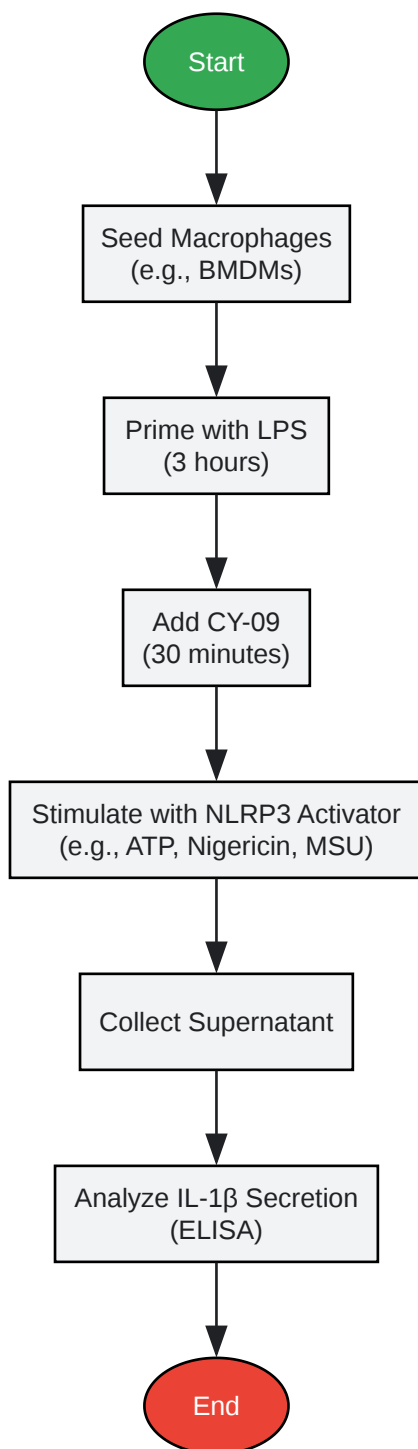 Start
Seed Macrophages
(e.g., BMDMs)
Prime with LPS
(3 hours)
Add CY-09
(30 minutes)
Stimulate with NLRP3 Activator
(e.g., ATP, Nigericin, MSU)
Collect Supernatant
Analyze IL-1β Secretion
(ELISA)
End